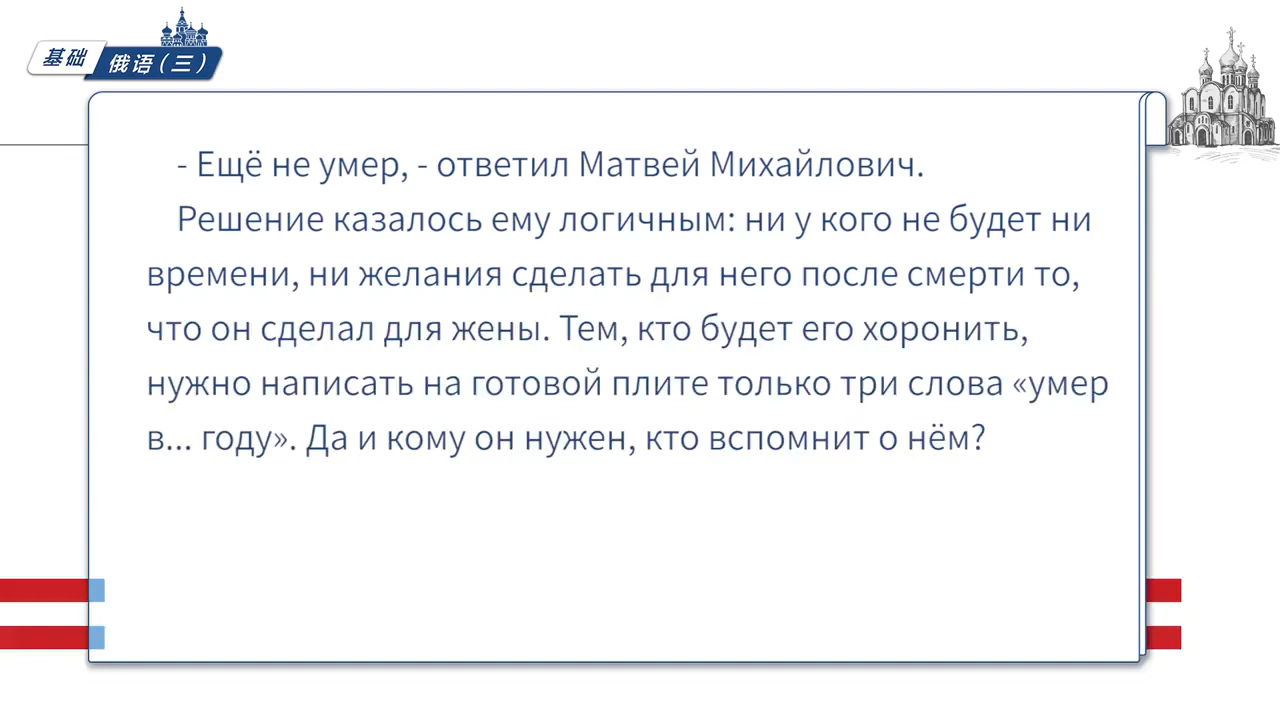 基础 俄语(三)
- Ещё не умер, - ответил Матвей Михайлович.
Решение казалось ему логичным: ни у кого не будет ни
времени, ни желания сделать для него после смерти то,
что он сделал для жены. Тем, кто будет его хоронить,
нужно написать на готовой плите только три слова «умер
в... году». Да и кому он нужен, кто вспомнит о нём?